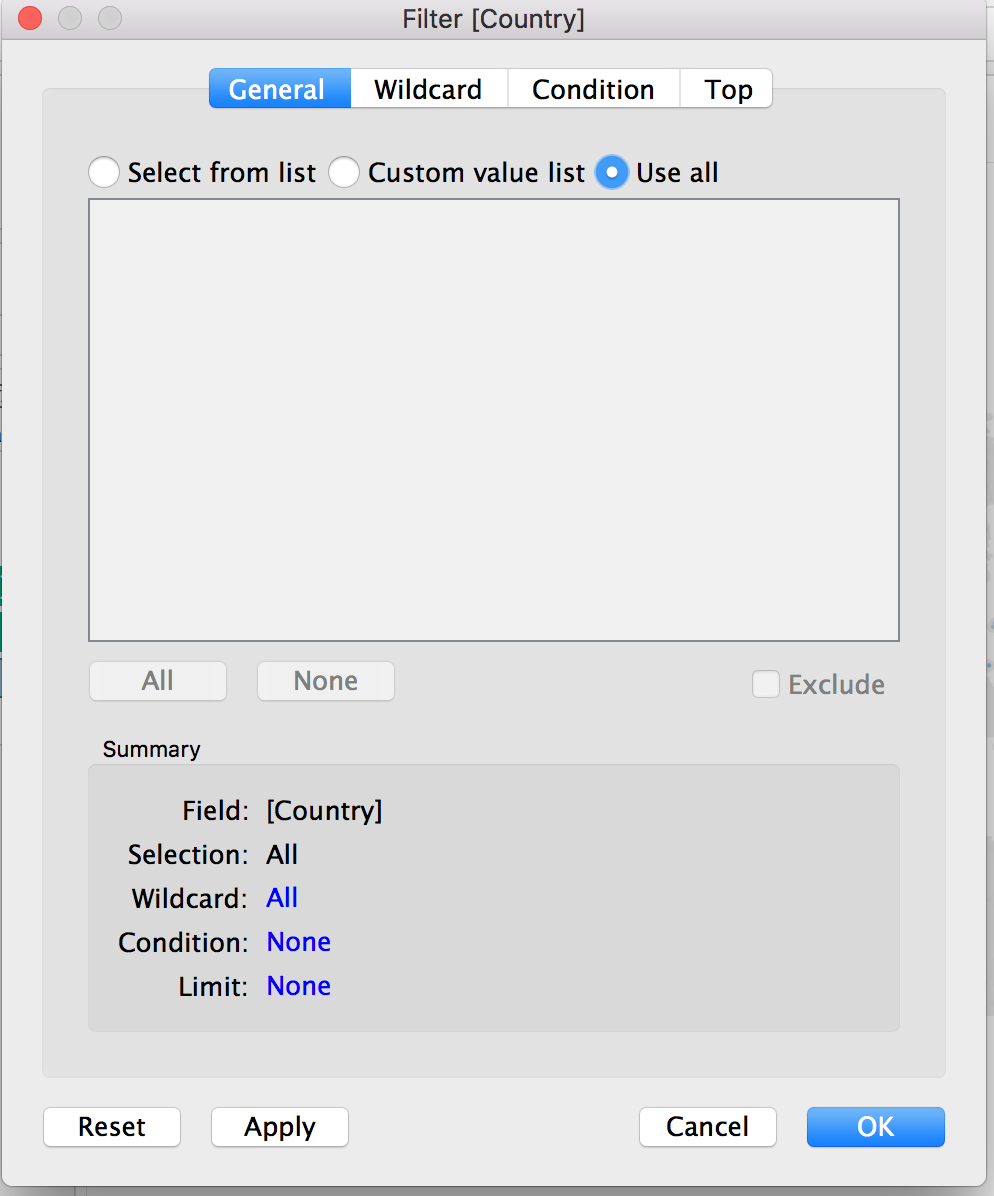 Filter [Country]
General Wildcard Condition Top
Select from list Custom value list Use all
All None Exclude
Summary
Field: [Country]
Selection: All
Wildcard: All
Condition: None
Limit: None
Reset Apply Cancel OK